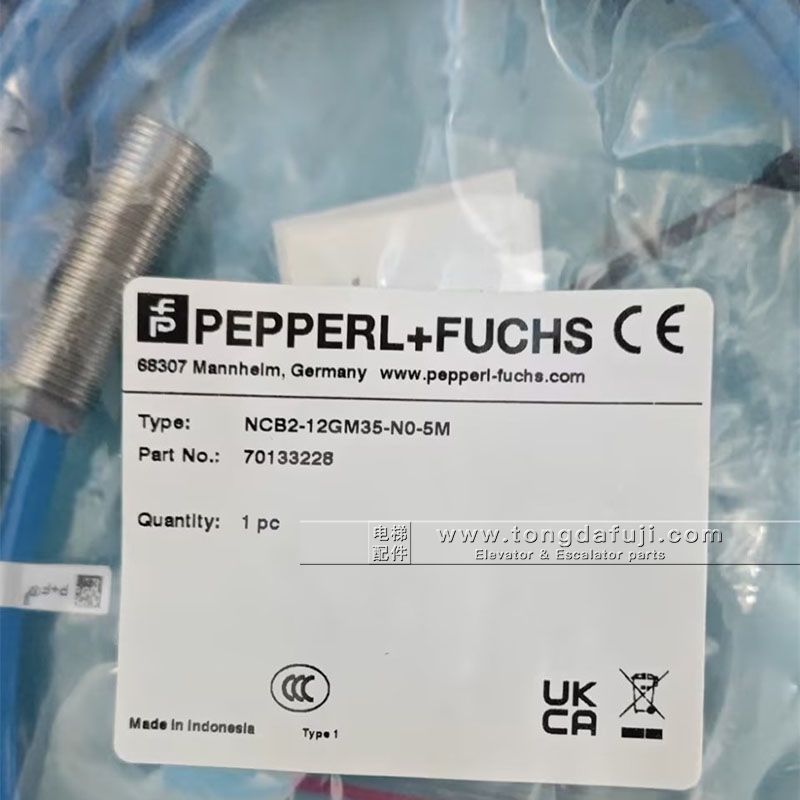 PEPPERL+FUCHS CE
68307 Mannheim, Germany www.pepperl-fuchs.com
Type: NCB2-12GM35-N0-5M
Part No.: 70133228
Quantity: 1 pc
电梯
配件
www.tongdafuji.com
Elevator & Escalator parts
CCC
UK
CA
Made in Indonesia
Type 1